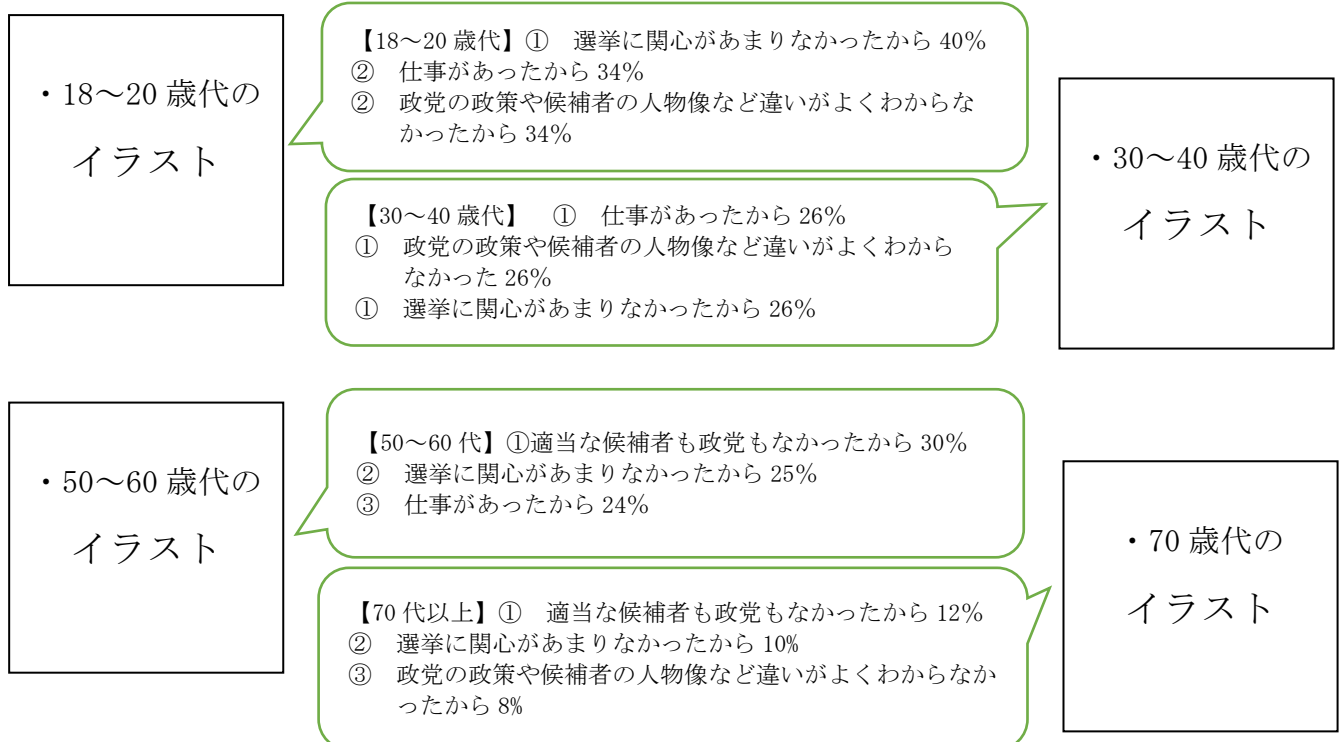 ・18～20 歳代の
イラスト
【18～20 歳代】①　選挙に関心があまりなかったから 40％
②　仕事があったから 34％
②　政党の政策や候補者の人物像など違いがよくわからな
かったから 34％
・30～40 歳代の
イラスト
【30～40 歳代】　①　仕事があったから 26％
①　政党の政策や候補者の人物像など違いがよくわから
なかった 26％
①　選挙に関心があまりなかったから 26％
・50～60 歳代の
イラスト
【50～60 代】①適当な候補者も政党もなかったから 30％
②　選挙に関心があまりなかったから 25％
③　仕事があったから 24％
・70 歳代の
イラスト
【70 代以上】①　適当な候補者も政党もなかったから 12％
②　選挙に関心があまりなかったから 10%
③　政党の政策や候補者の人物像など違いがよくわからなか
ったから 8%